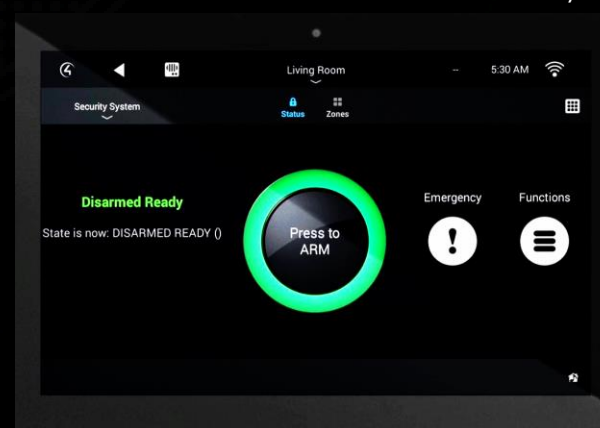 Living Room
5:30 AM
Security System
Status
Zones
Disarmed Ready
State is now: DISARMED READY ()
Press to
ARM
Emergency
!
Functions